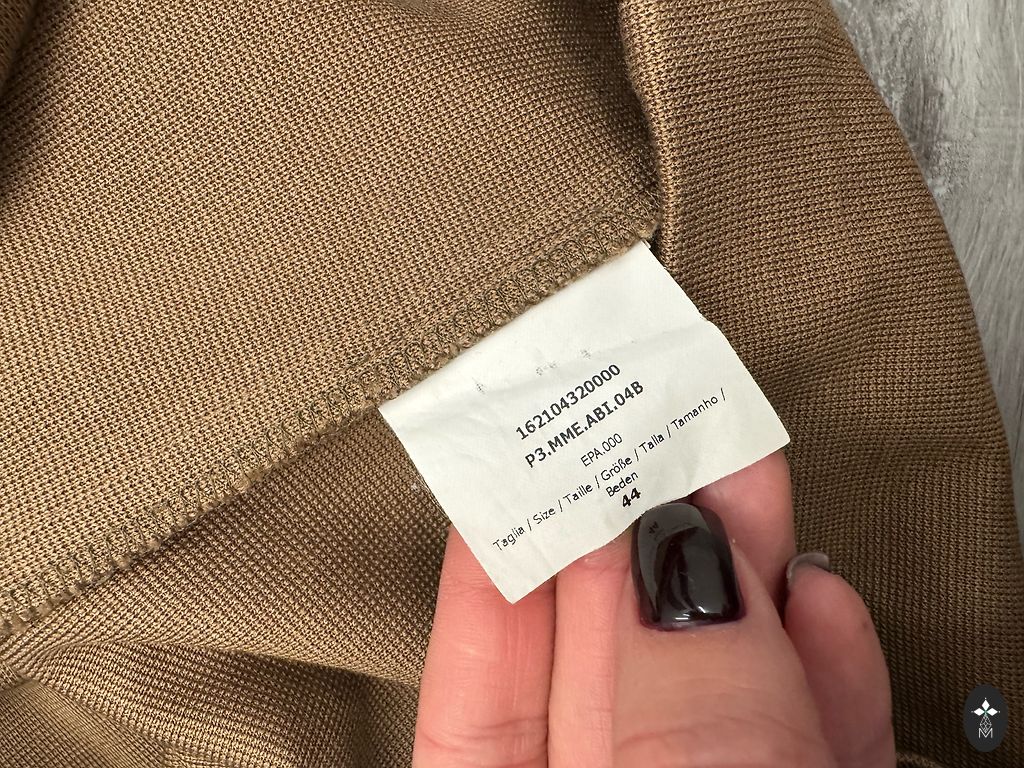 162104320000
P3.MME.ABI.04B
EPA.000
Taglia / Size / Taille / Größe / Talla / Tamanho /
Beden
44
M